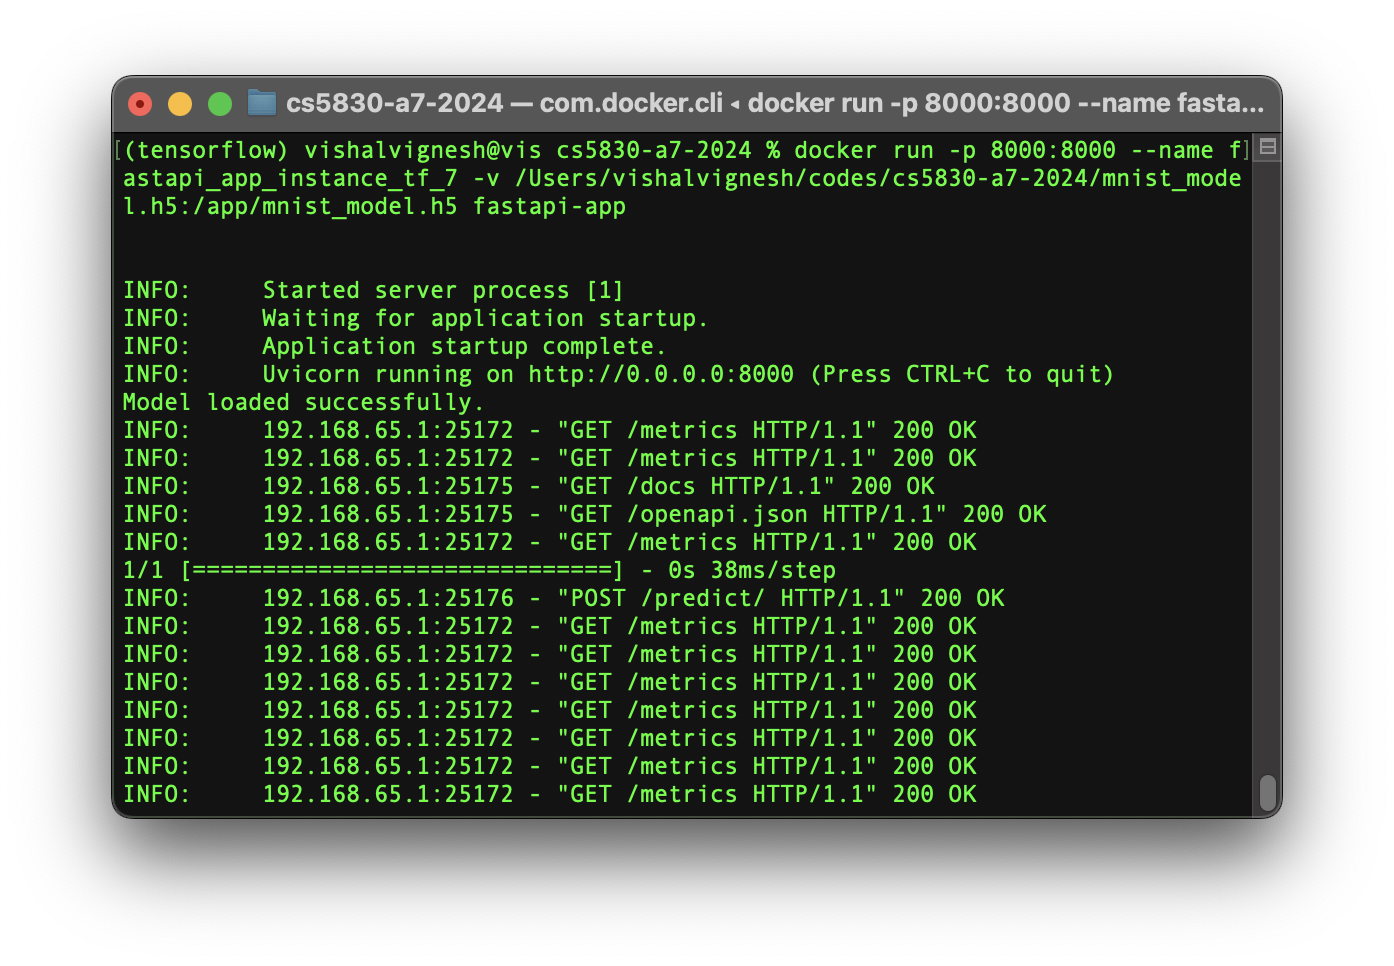 cs5830-a7-2024 — com.docker.cli ◂ docker run -p 8000:8000 --name fasta...
[(tensorflow) vishalvignesh@vis cs5830-a7-2024 % docker run -p 8000:8000 --name f]
astapi_app_instance_tf_7 -v /Users/vishalvignesh/codes/cs5830-a7-2024/mnist_mode
l.h5:/app/mnist_model.h5 fastapi-app
INFO:     Started server process [1]
INFO:     Waiting for application startup.
INFO:     Application startup complete.
INFO:     Uvicorn running on http://0.0.0.0:8000 (Press CTRL+C to quit)
Model loaded successfully.
INFO:     192.168.65.1:25172 - "GET /metrics HTTP/1.1" 200 OK
INFO:     192.168.65.1:25172 - "GET /metrics HTTP/1.1" 200 OK
INFO:     192.168.65.1:25175 - "GET /docs HTTP/1.1" 200 OK
INFO:     192.168.65.1:25175 - "GET /openapi.json HTTP/1.1" 200 OK
INFO:     192.168.65.1:25172 - "GET /metrics HTTP/1.1" 200 OK
1/1 [==============================] - 0s 38ms/step
INFO:     192.168.65.1:25176 - "POST /predict/ HTTP/1.1" 200 OK
INFO:     192.168.65.1:25172 - "GET /metrics HTTP/1.1" 200 OK
INFO:     192.168.65.1:25172 - "GET /metrics HTTP/1.1" 200 OK
INFO:     192.168.65.1:25172 - "GET /metrics HTTP/1.1" 200 OK
INFO:     192.168.65.1:25172 - "GET /metrics HTTP/1.1" 200 OK
INFO:     192.168.65.1:25172 - "GET /metrics HTTP/1.1" 200 OK
INFO:     192.168.65.1:25172 - "GET /metrics HTTP/1.1" 200 OK
INFO:     192.168.65.1:25172 - "GET /metrics HTTP/1.1" 200 OK